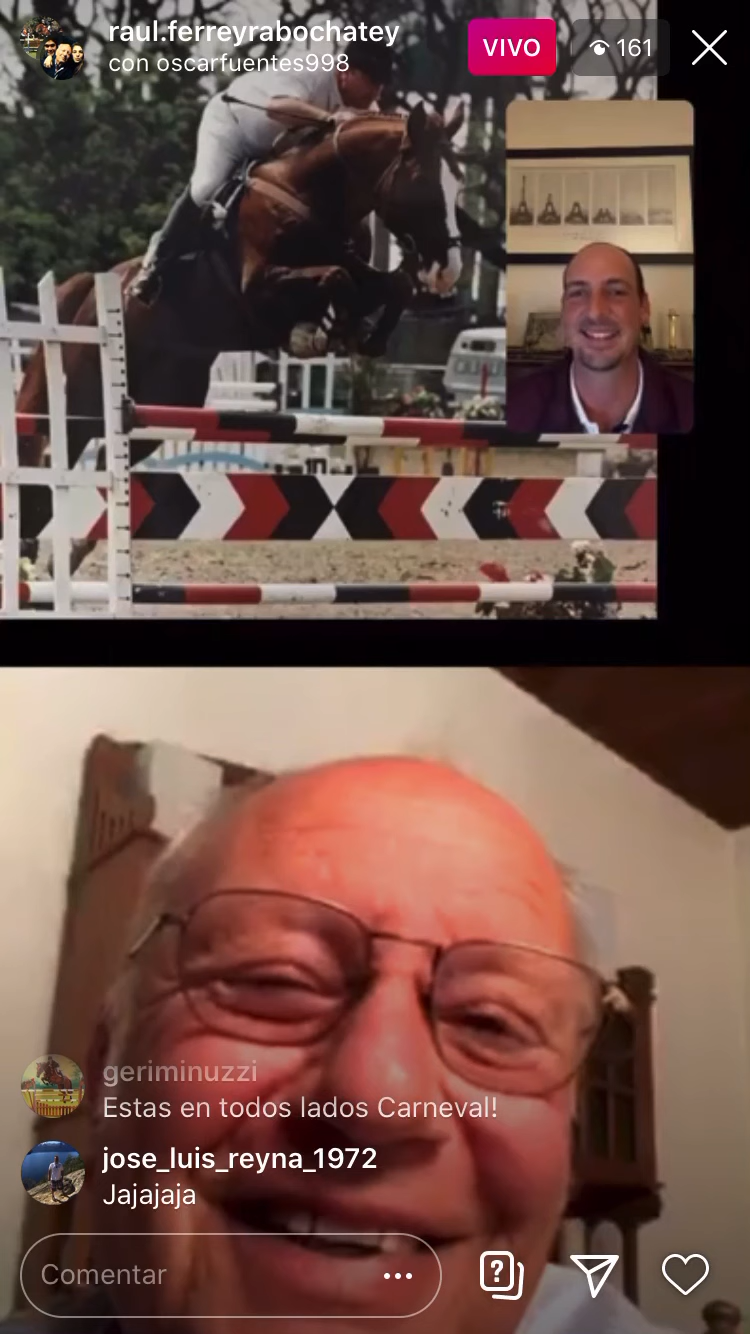 raul.ferreyrabochatey
con oscarfuentes998
VIVO
161
geriminuzzi
Estas en todos lados Carneval!
jose_luis_reyna_1972
Jajajaja
Comentar